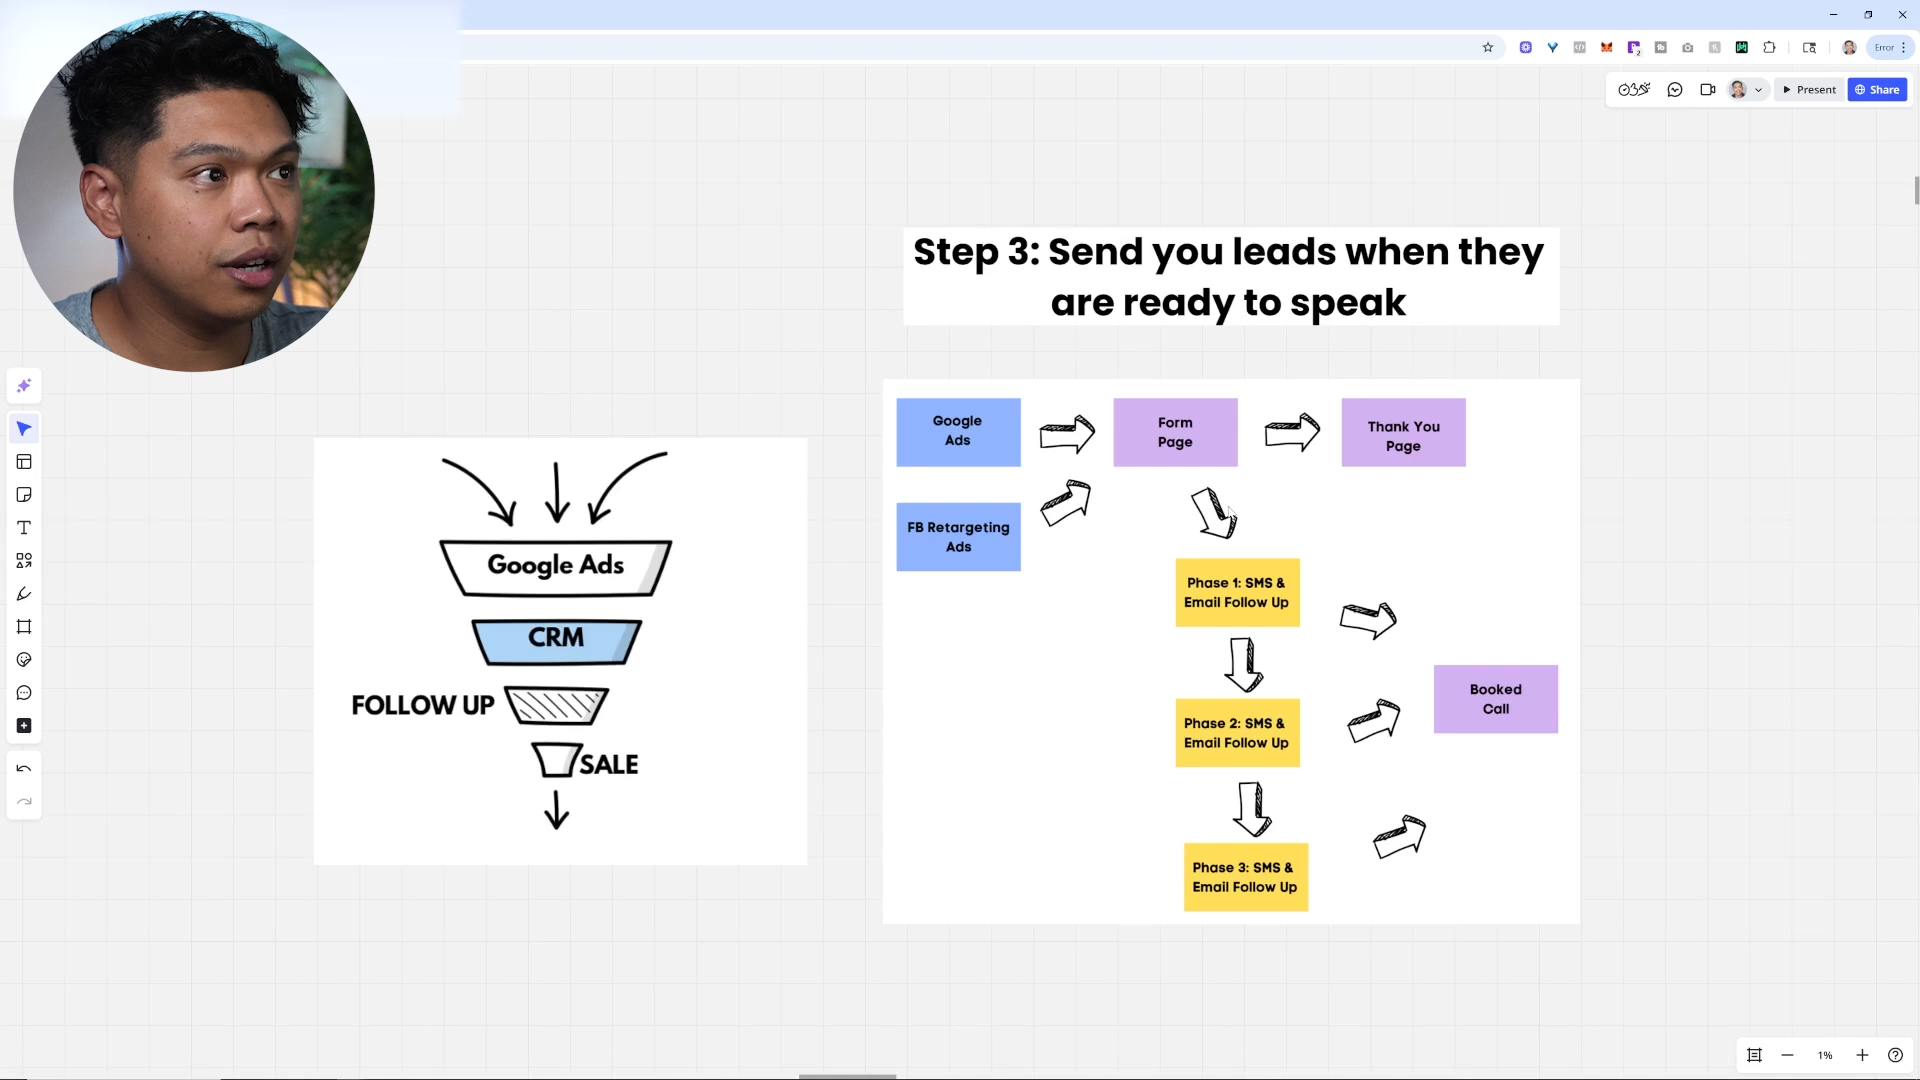 Error
Present
Share
Step 3: Send you leads when they
are ready to speak
Google Ads
CRM
FOLLOW UP
SALE
Google
Ads
Form
Page
Thank You
Page
FB Retargeting
Ads
Phase 1: SMS &
Email Follow Up
Phase 2: SMS &
Email Follow Up
Booked
Call
Phase 3: SMS &
Email Follow Up
1%